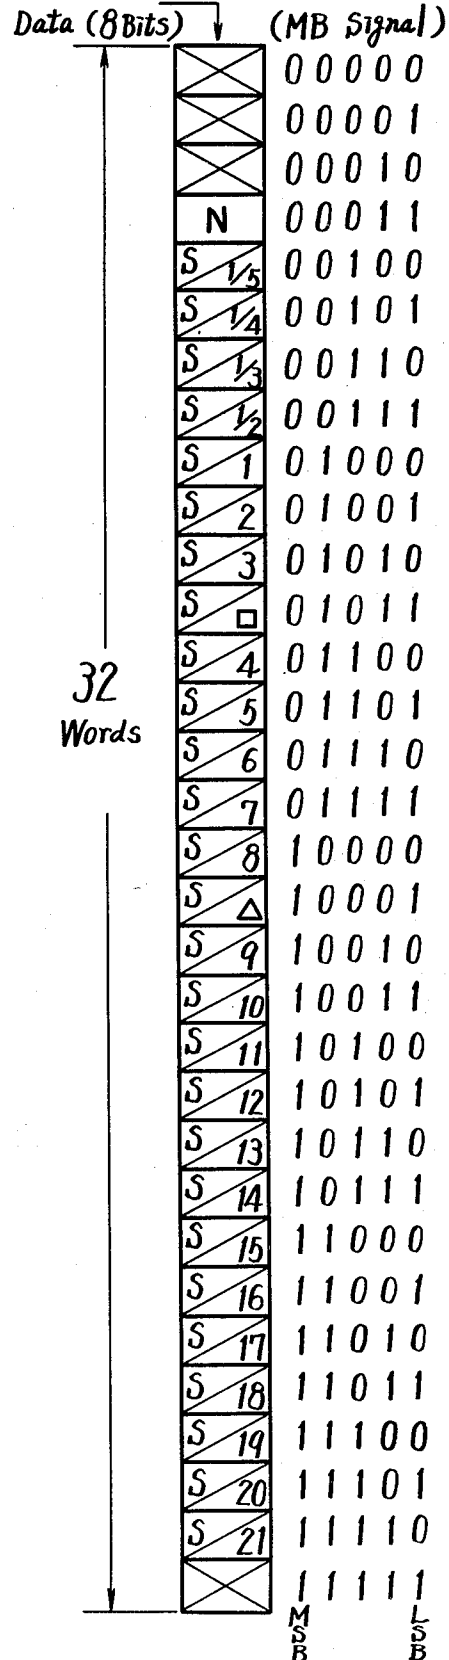 Data (8 Bits) (MB Signal)
0 0 0 0 0
0 0 0 0 1
0 0 0 1 0
N 0 0 0 1 1
S 1/5 0 0 1 0 0
S 1/4 0 0 1 0 1
S 1/3 0 0 1 1 0
S 1/2 0 0 1 1 1
S 1 0 1 0 0 0
S 2 0 1 0 0 1
S 3 0 1 0 1 0
S □ 0 1 0 1 1
S 4 0 1 1 0 0
32
Words
S 5 0 1 1 0 1
S 6 0 1 1 1 0
S 7 0 1 1 1 1
S 8 1 0 0 0 0
S △ 1 0 0 0 1
S 9 1 0 0 1 0
S 10 1 0 0 1 1
S 11 1 0 1 0 0
S 12 1 0 1 0 1
S 13 1 0 1 1 0
S 14 1 0 1 1 1
S 15 1 1 0 0 0
S 16 1 1 0 0 1
S 17 1 1 0 1 0
S 18 1 1 0 1 1
S 19 1 1 1 0 0
S 20 1 1 1 0 1
S 21 1 1 1 1 0
1 1 1 1 1
MSB LSB